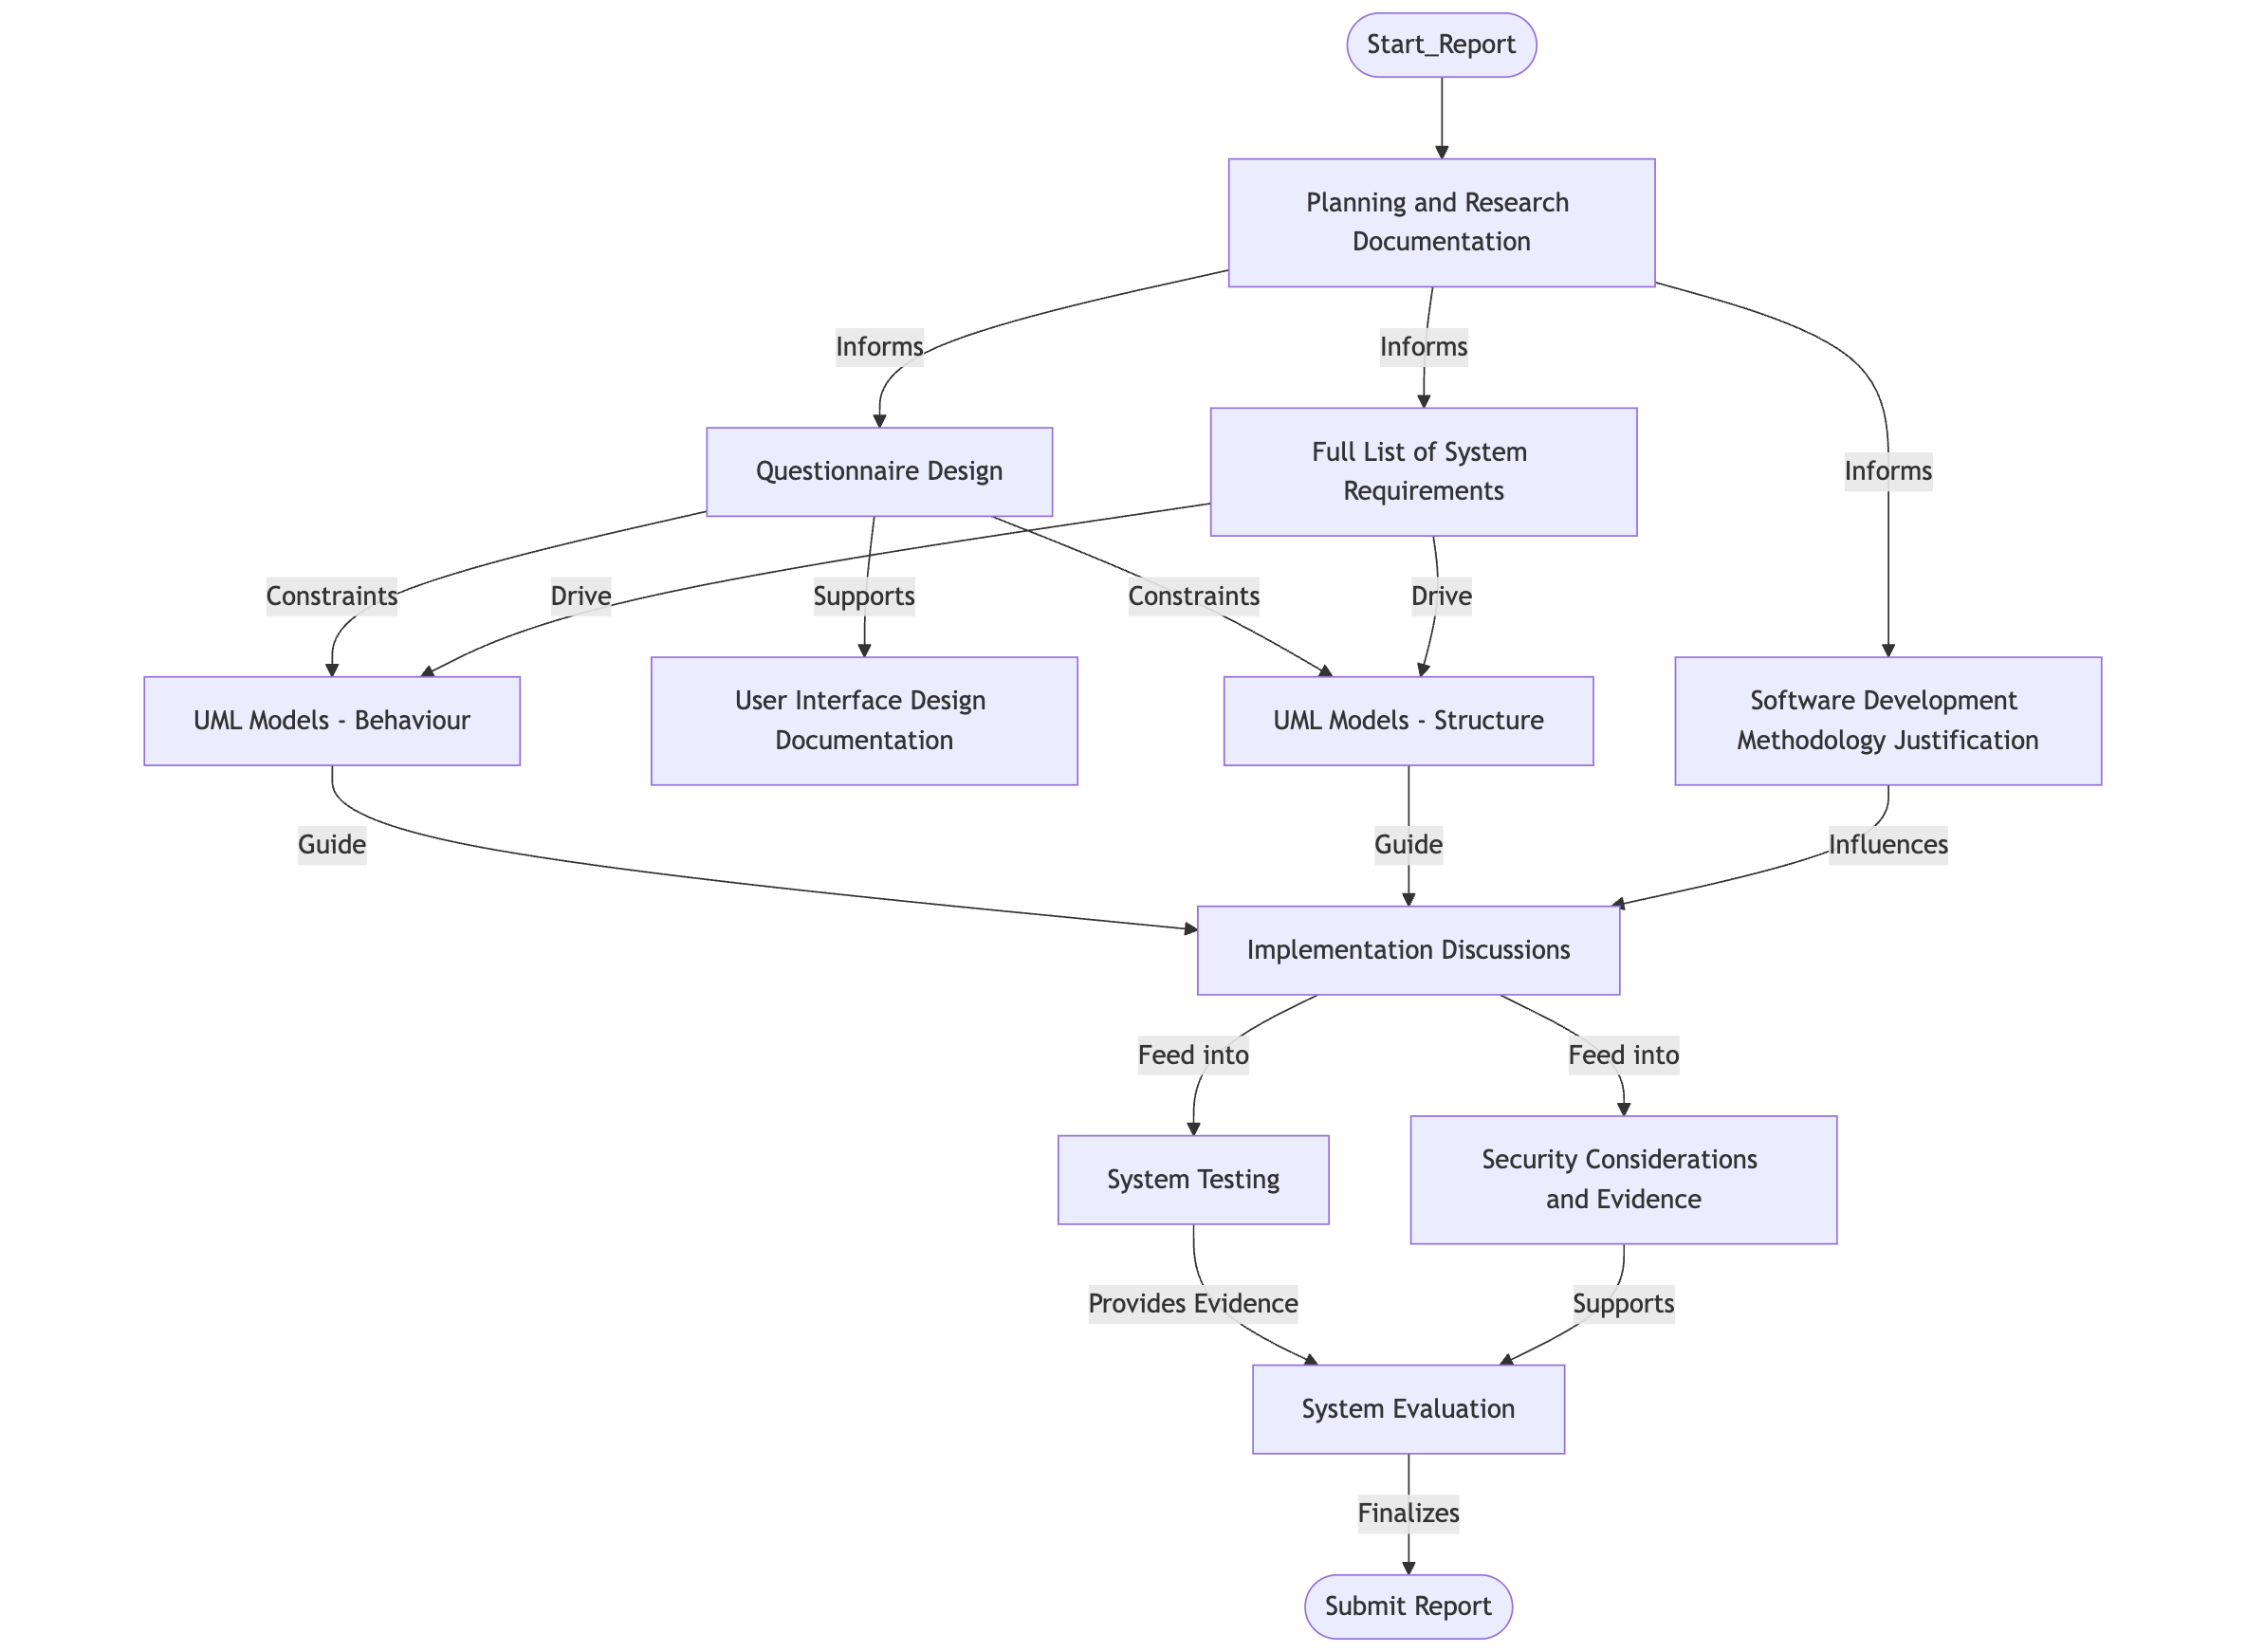 Start_Report
Planning and Research
Documentation
Informs
Informs
Informs
Questionnaire Design
Full List of System
Requirements
Constraints
Drive
Supports
Constraints
Drive
UML Models - Behaviour
User Interface Design
Documentation
UML Models - Structure
Software Development
Methodology Justification
Guide
Guide
Influences
Implementation Discussions
Feed into
Feed into
System Testing
Security Considerations
and Evidence
Provides Evidence
Supports
System Evaluation
Finalizes
Submit Report